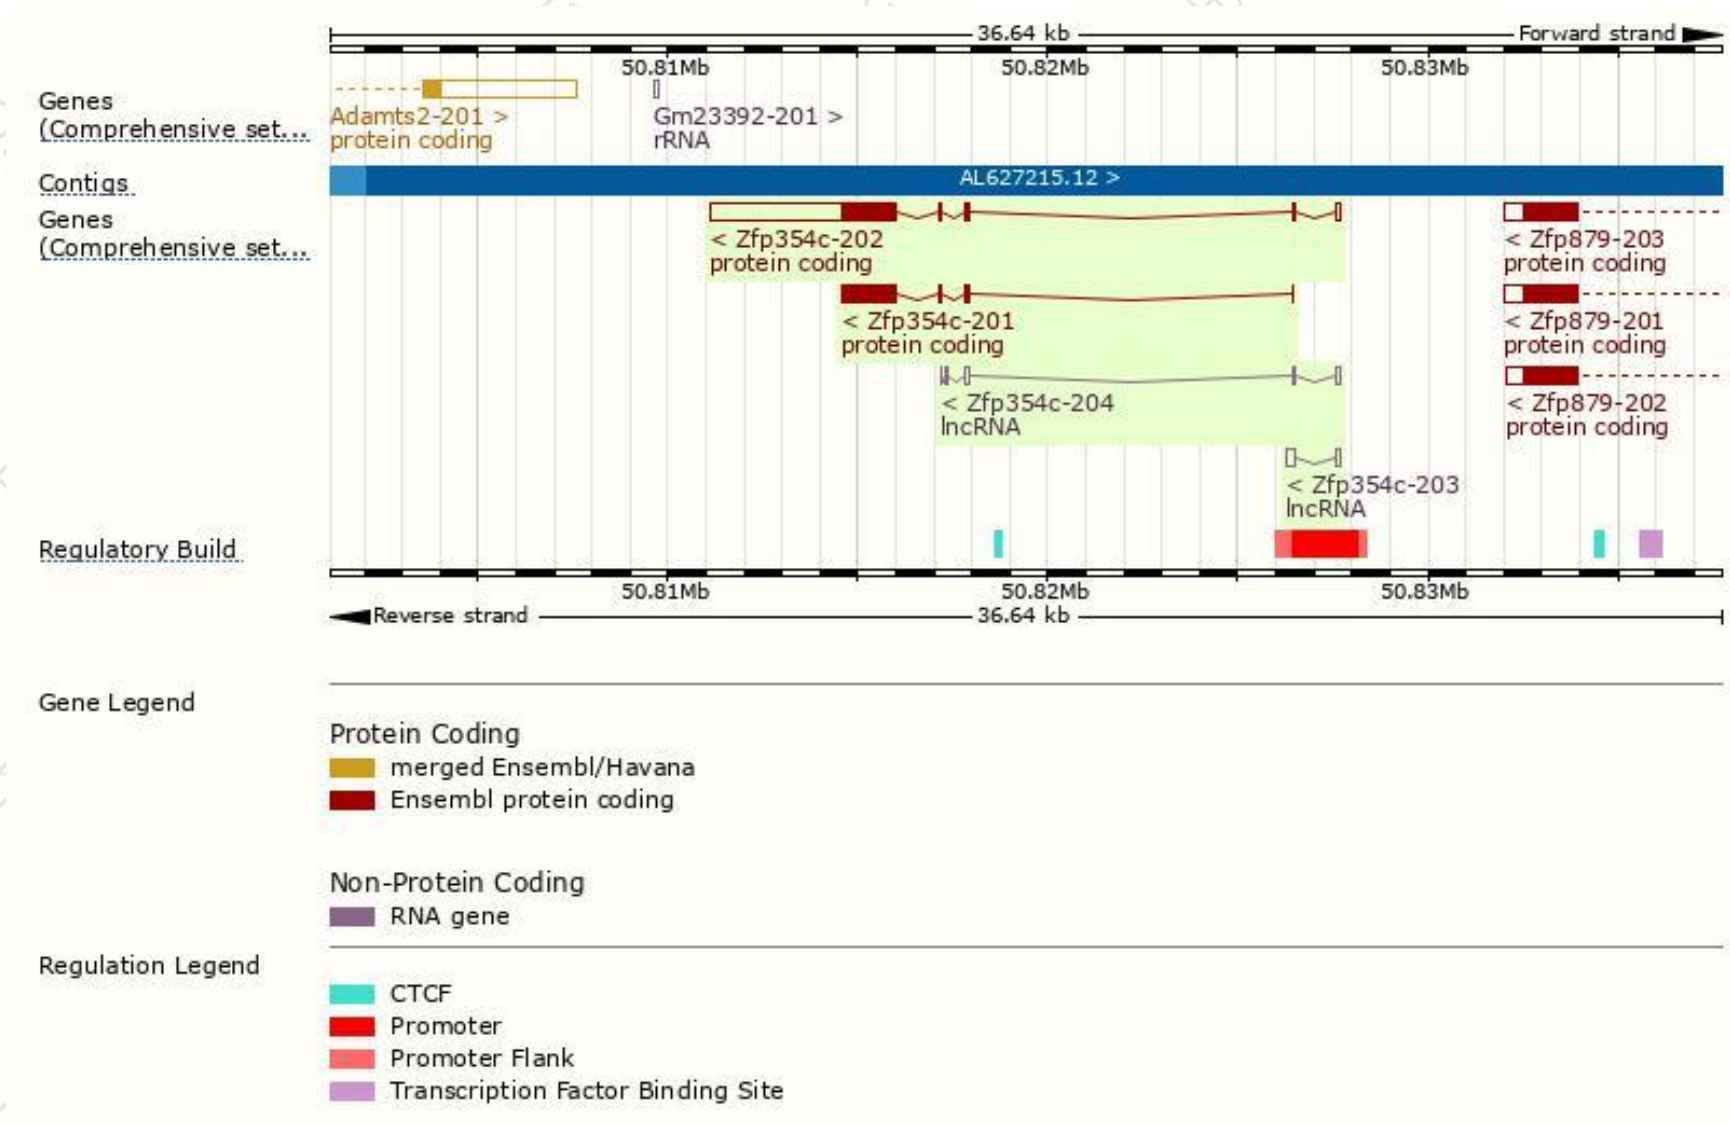 36.64 kb
Forward strand
50.81Mb 50.82Mb 50.83Mb
Genes
(Comprehensive set...
Adamts2-201 >
protein coding
Gm23392-201 >
rRNA
Contigs
AL627215.12 >
Genes
(Comprehensive set...
< Zfp354c-202
protein coding
< Zfp879-203
protein coding
< Zfp354c-201
protein coding
< Zfp879-201
protein coding
< Zfp354c-204
lncRNA
< Zfp879-202
protein coding
< Zfp354c-203
lncRNA
Regulatory Build
50.81Mb 50.82Mb 50.83Mb
Reverse strand
36.64 kb
Gene Legend
Protein Coding
merged Ensembl/Havana
Ensembl protein coding
Non-Protein Coding
RNA gene
Regulation Legend
CTCF
Promoter
Promoter Flank
Transcription Factor Binding Site